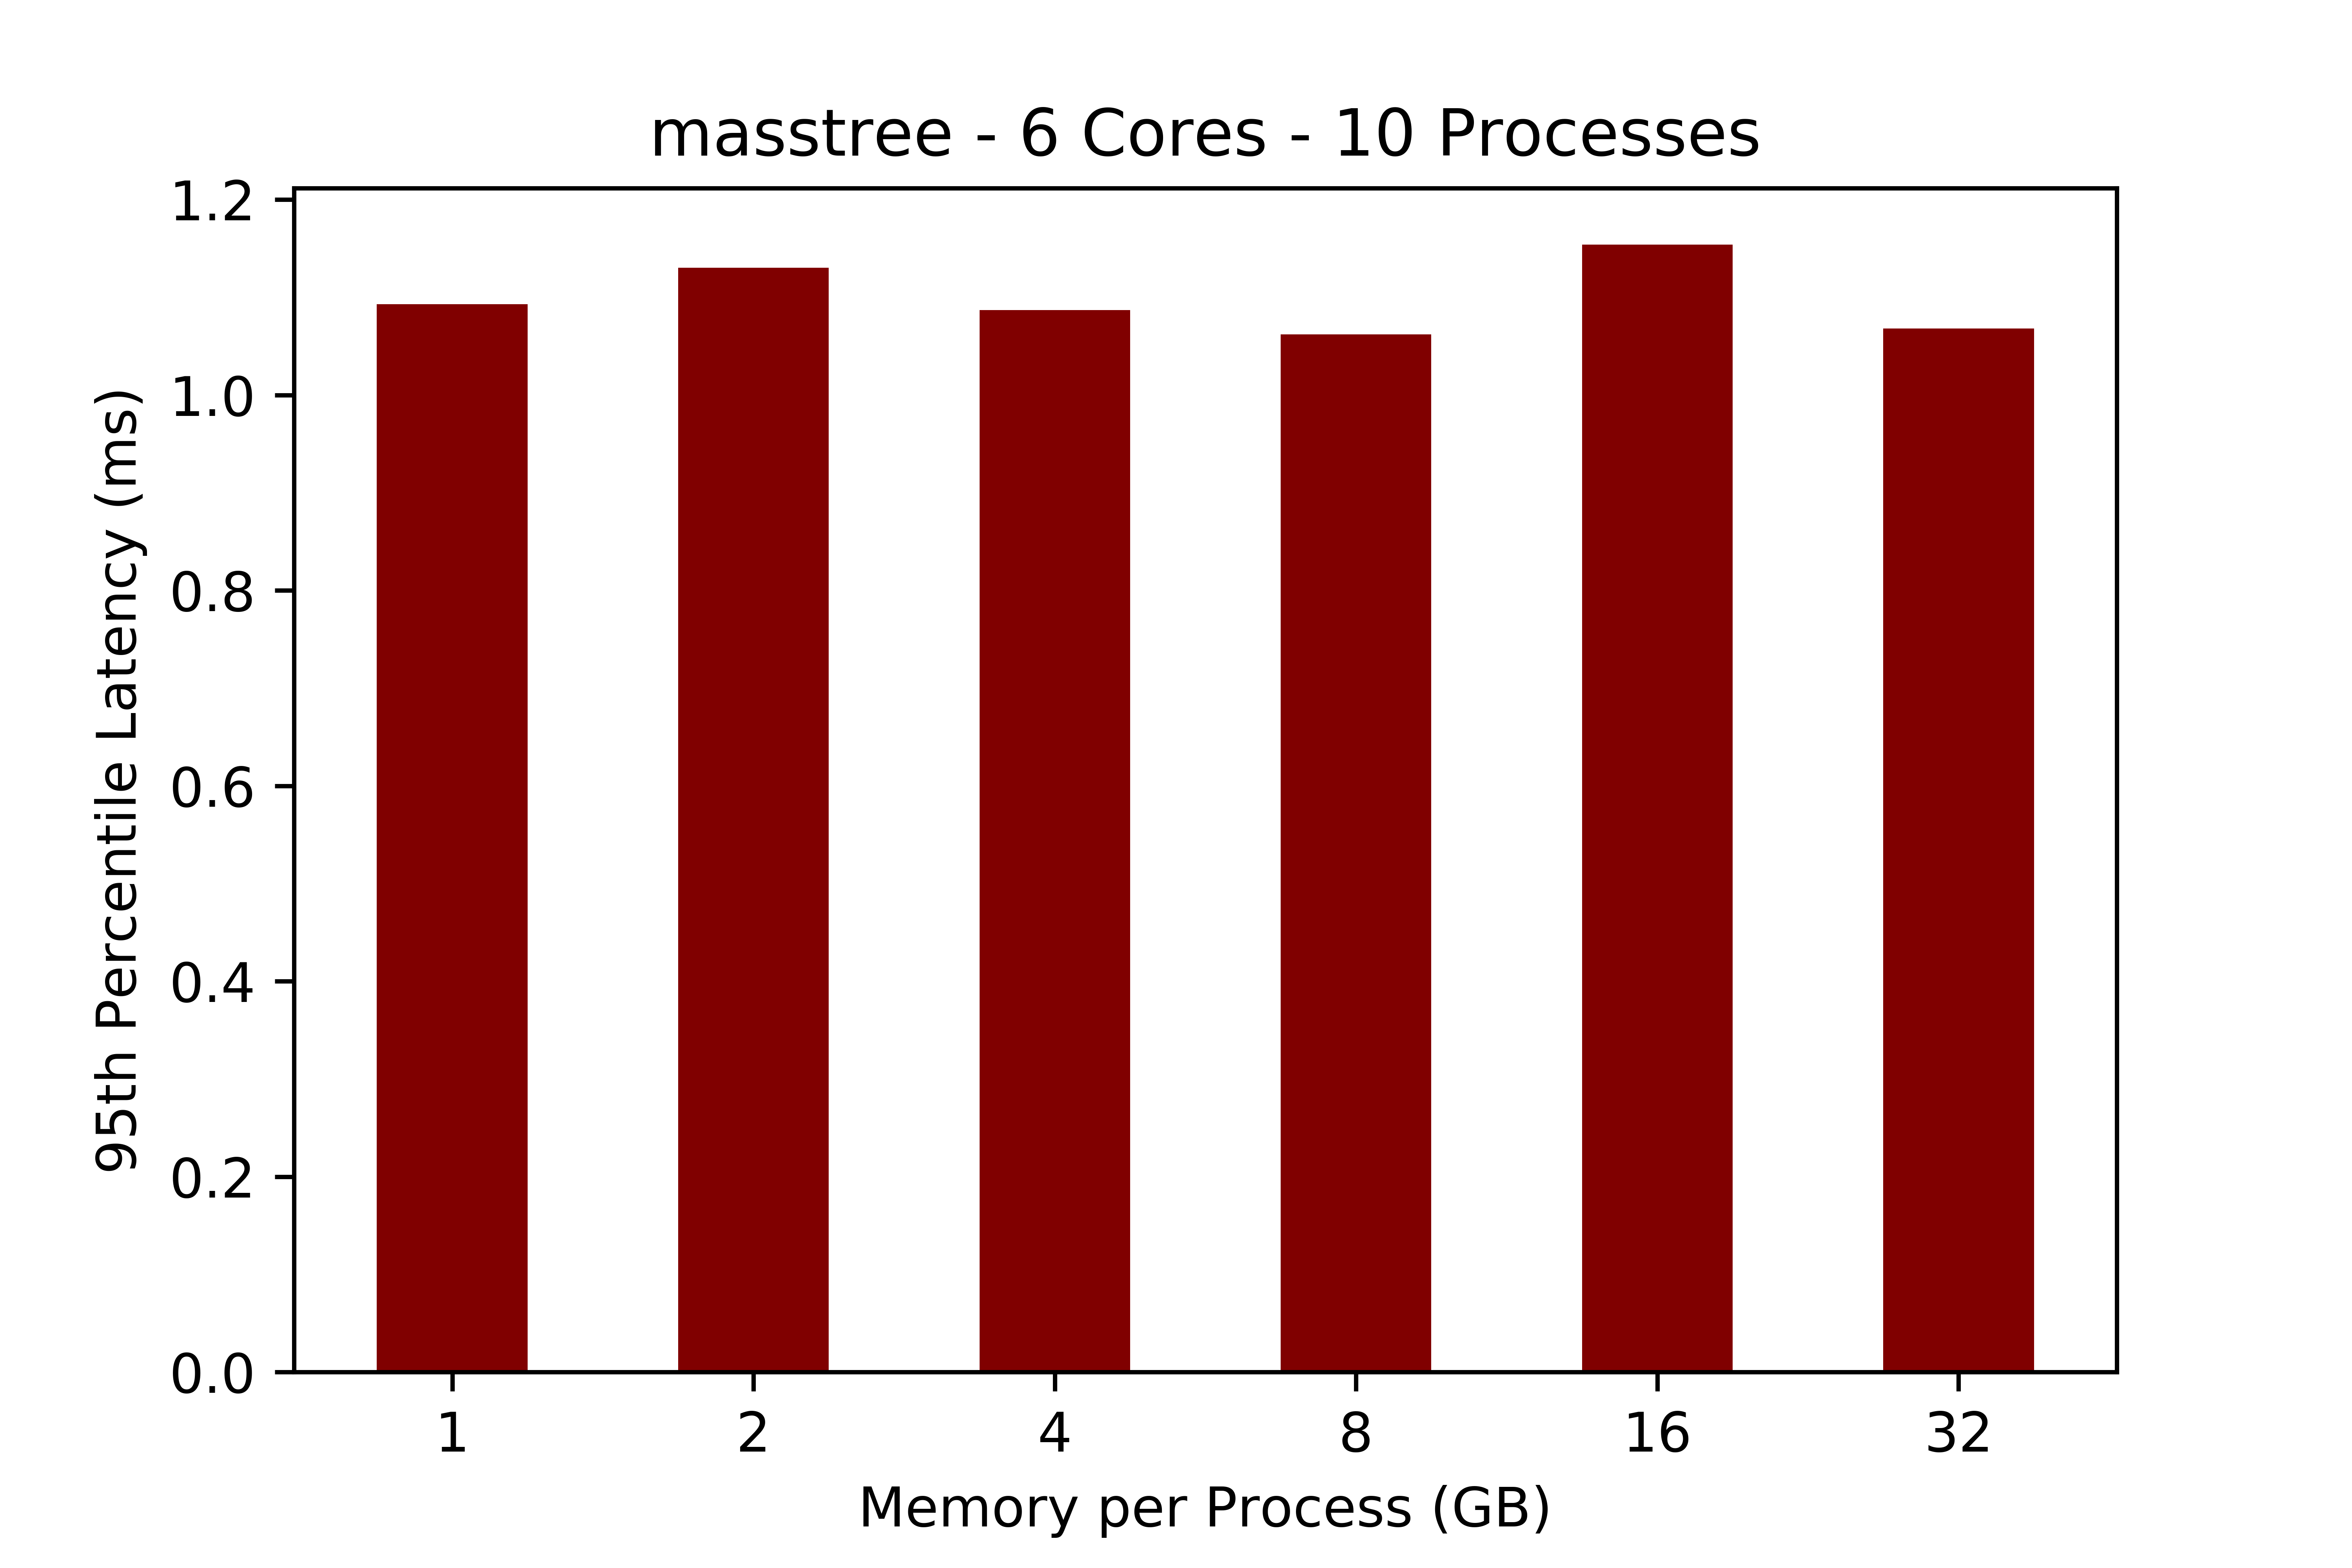 masstree - 6 Cores - 10 Processes
95th Percentile Latency (ms)
1.2
1.0
0.8
0.6
0.4
0.2
0.0
1 2 4 8 16 32
Memory per Process (GB)